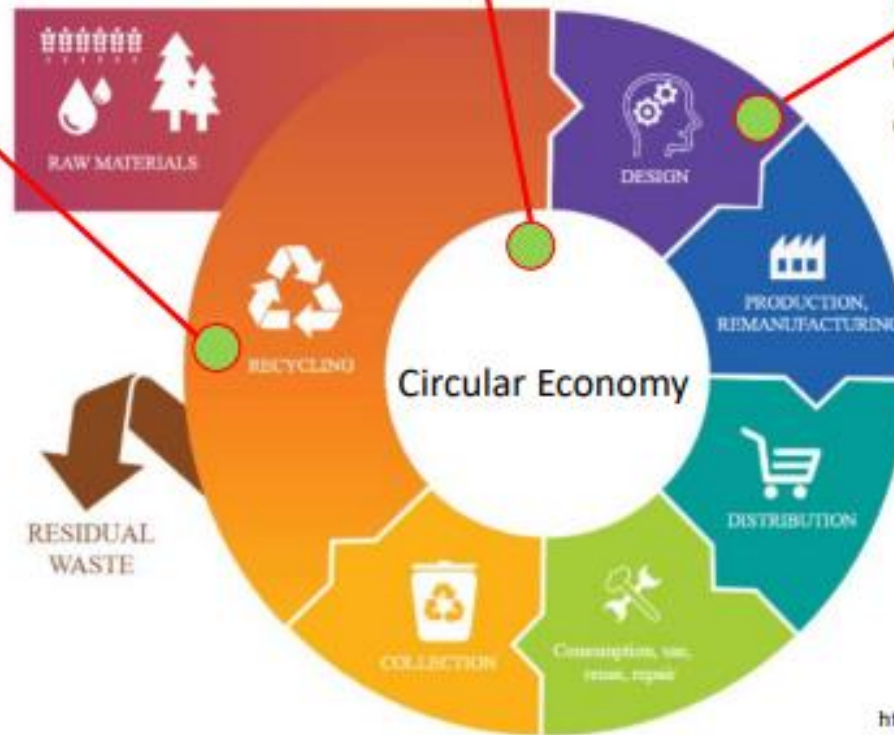 RAW MATERIALS
DESIGN
PRODUCTION,
REMANUFACTURING
RECYCLING
Circular Economy
DISTRIBUTION
RESIDUAL
WASTE
COLLECTION
Consumption, use,
reuse, repair